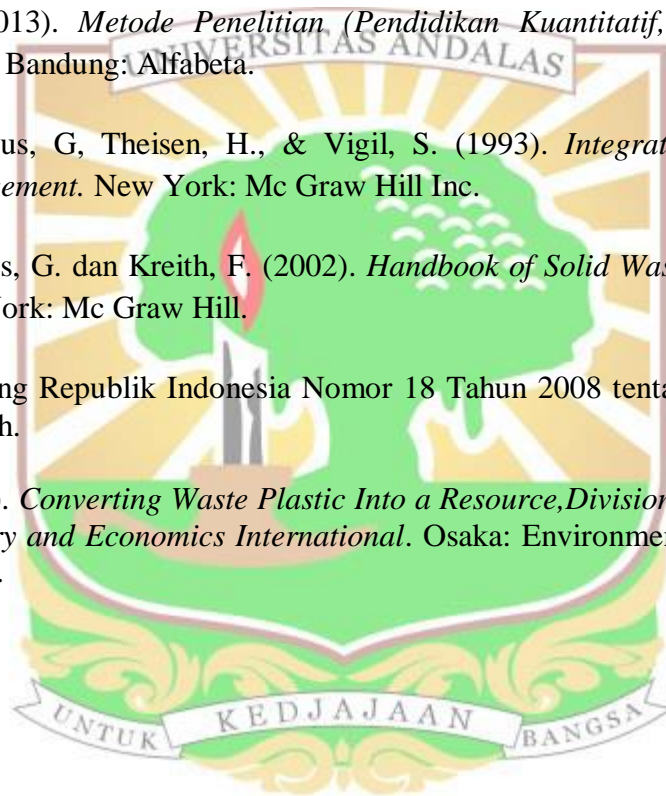 013). Metode Penelitian (Pendidikan Kuantitatif,
UNIVERSITAS ANDALAS
Bandung: Alfabeta.
us, G, Theisen, H., & Vigil, S. (1993). Integrat
ement. New York: Mc Graw Hill Inc.
s, G. dan Kreith, F. (2002). Handbook of Solid Was
ork: Mc Graw Hill.
ng Republik Indonesia Nomor 18 Tahun 2008 tenta
h.
). Converting Waste Plastic Into a Resource,Division
ry and Economics International. Osaka: Environmen
.
UNTUK KEDJAJAAN BANGSA